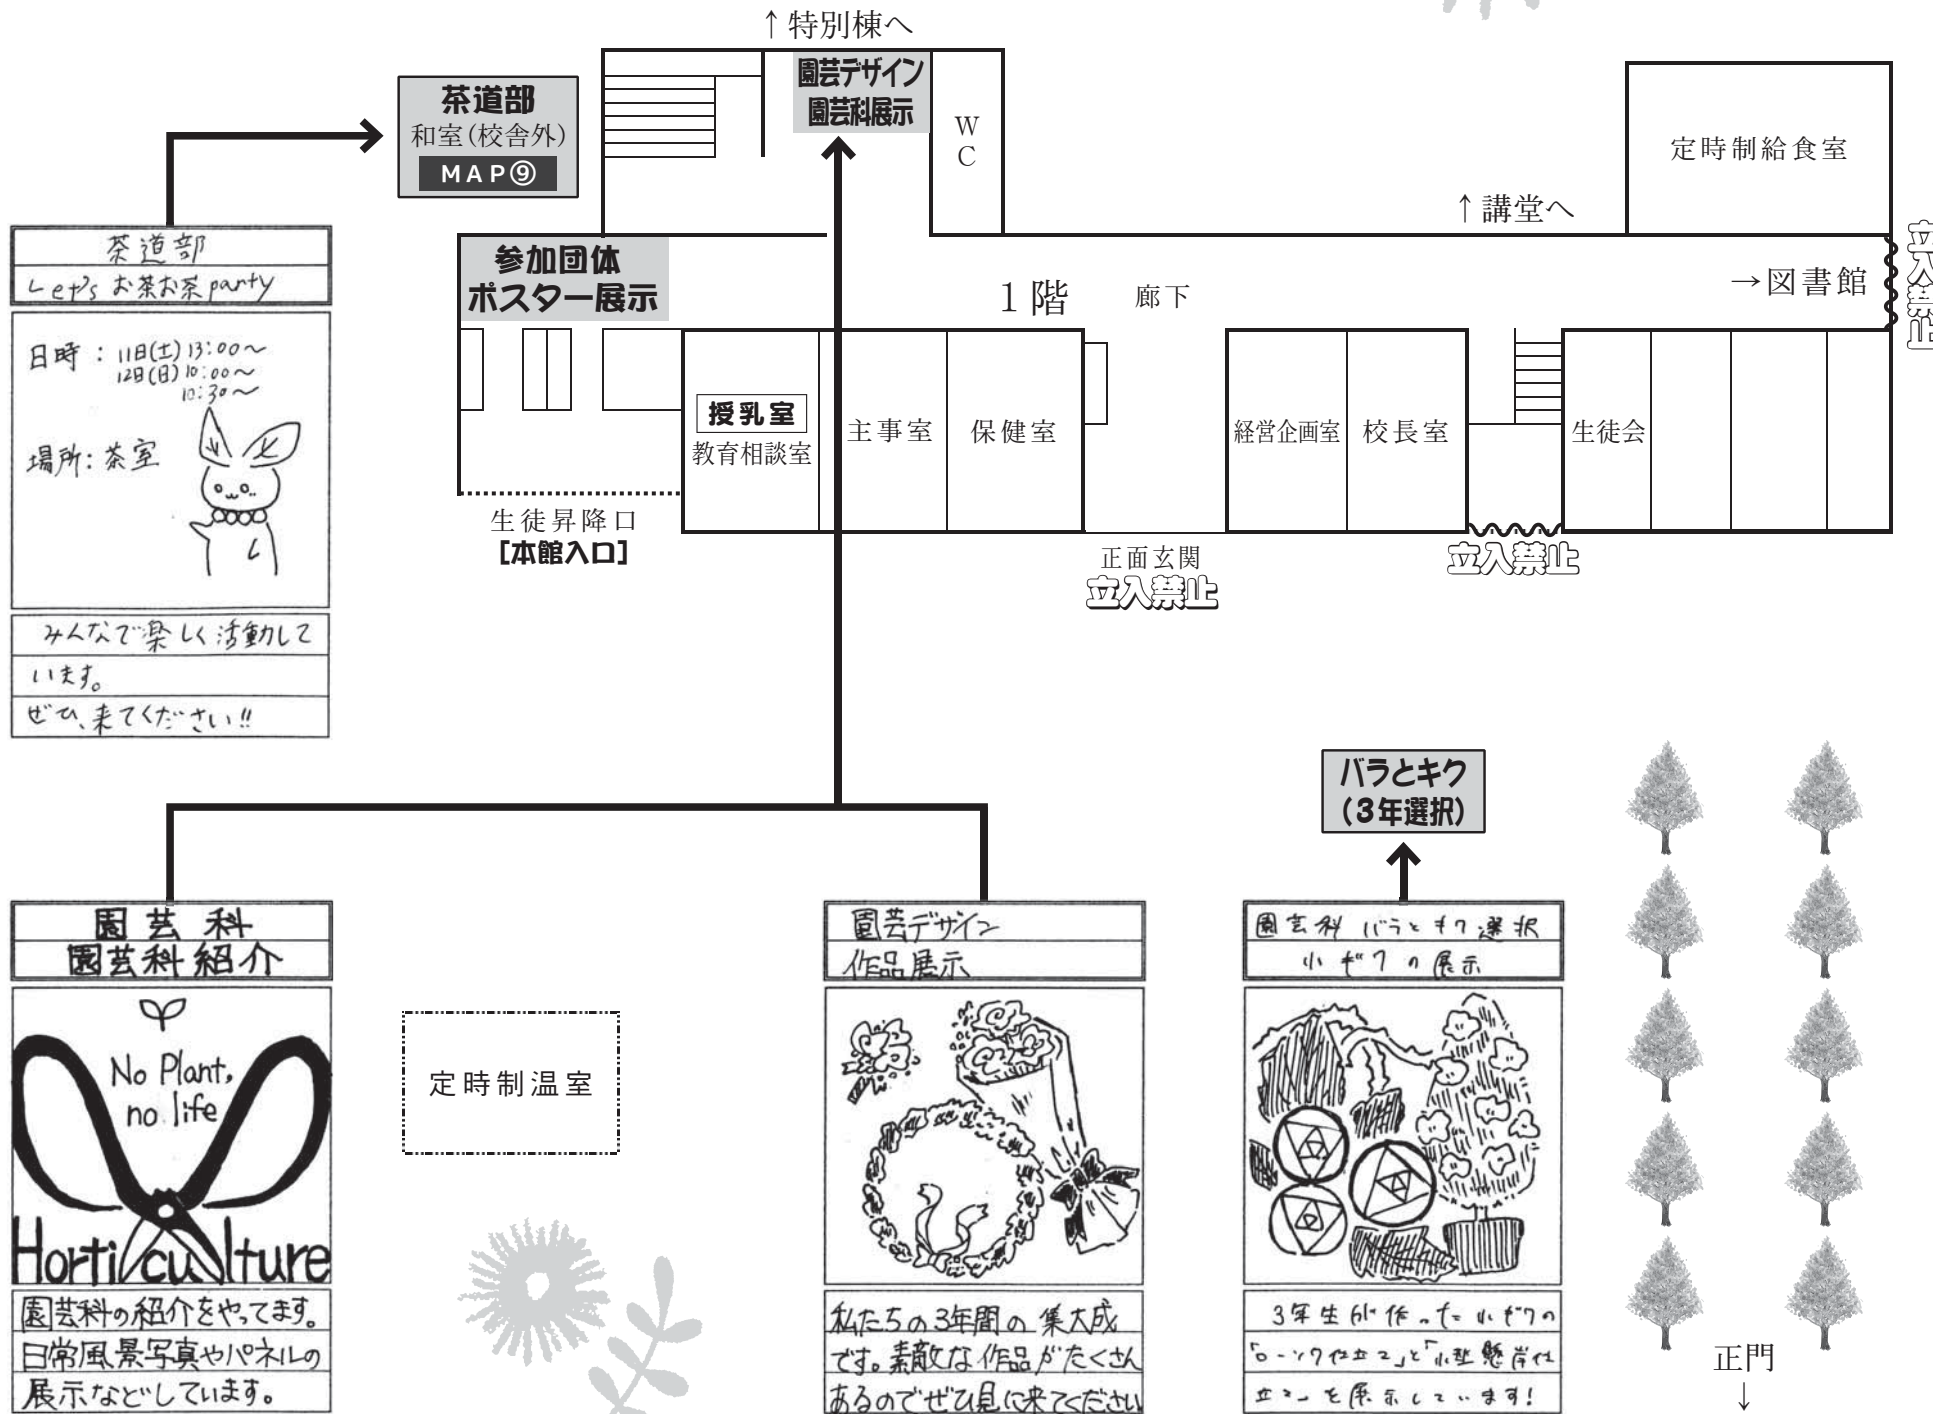 ↑特別棟へ
園芸デザイン
園芸科展示
WC
茶道部
和室(校舎外)
MAP⑨
定時制給食室
↑講堂へ
→図書館
立入禁止
参加団体
ポスター展示
1階
廊下
授乳室
教育相談室
主事室
保健室
経営企画室
校長室
生徒会
生徒昇降口
[本館入口]
正面玄関
立入禁止
立入禁止
茶道部
Let's お茶お茶 party
日時:11日(土)13:00~
12日(日)10:00~
10:30~
場所:茶室
みんなで楽しく活動して
います。
ぜひ、来てください!!
バラとキク
(3年選択)
園芸科
園芸科紹介
No Plant,
no life
Horticulture
園芸科の紹介をやってます。
日常風景写真やパネルの
展示などしています。
定時制温室
園芸デザイン
作品展示
私たちの3年間の集大成
です。素敵な作品がたくさん
あるのでぜひ見に来てください
園芸科 バラとキク選択
小ギクの展示
3年生が作った小ギクの
「ローソク仕立て」と「小型懸崖仕
立て」を展示しています!
正門
↓